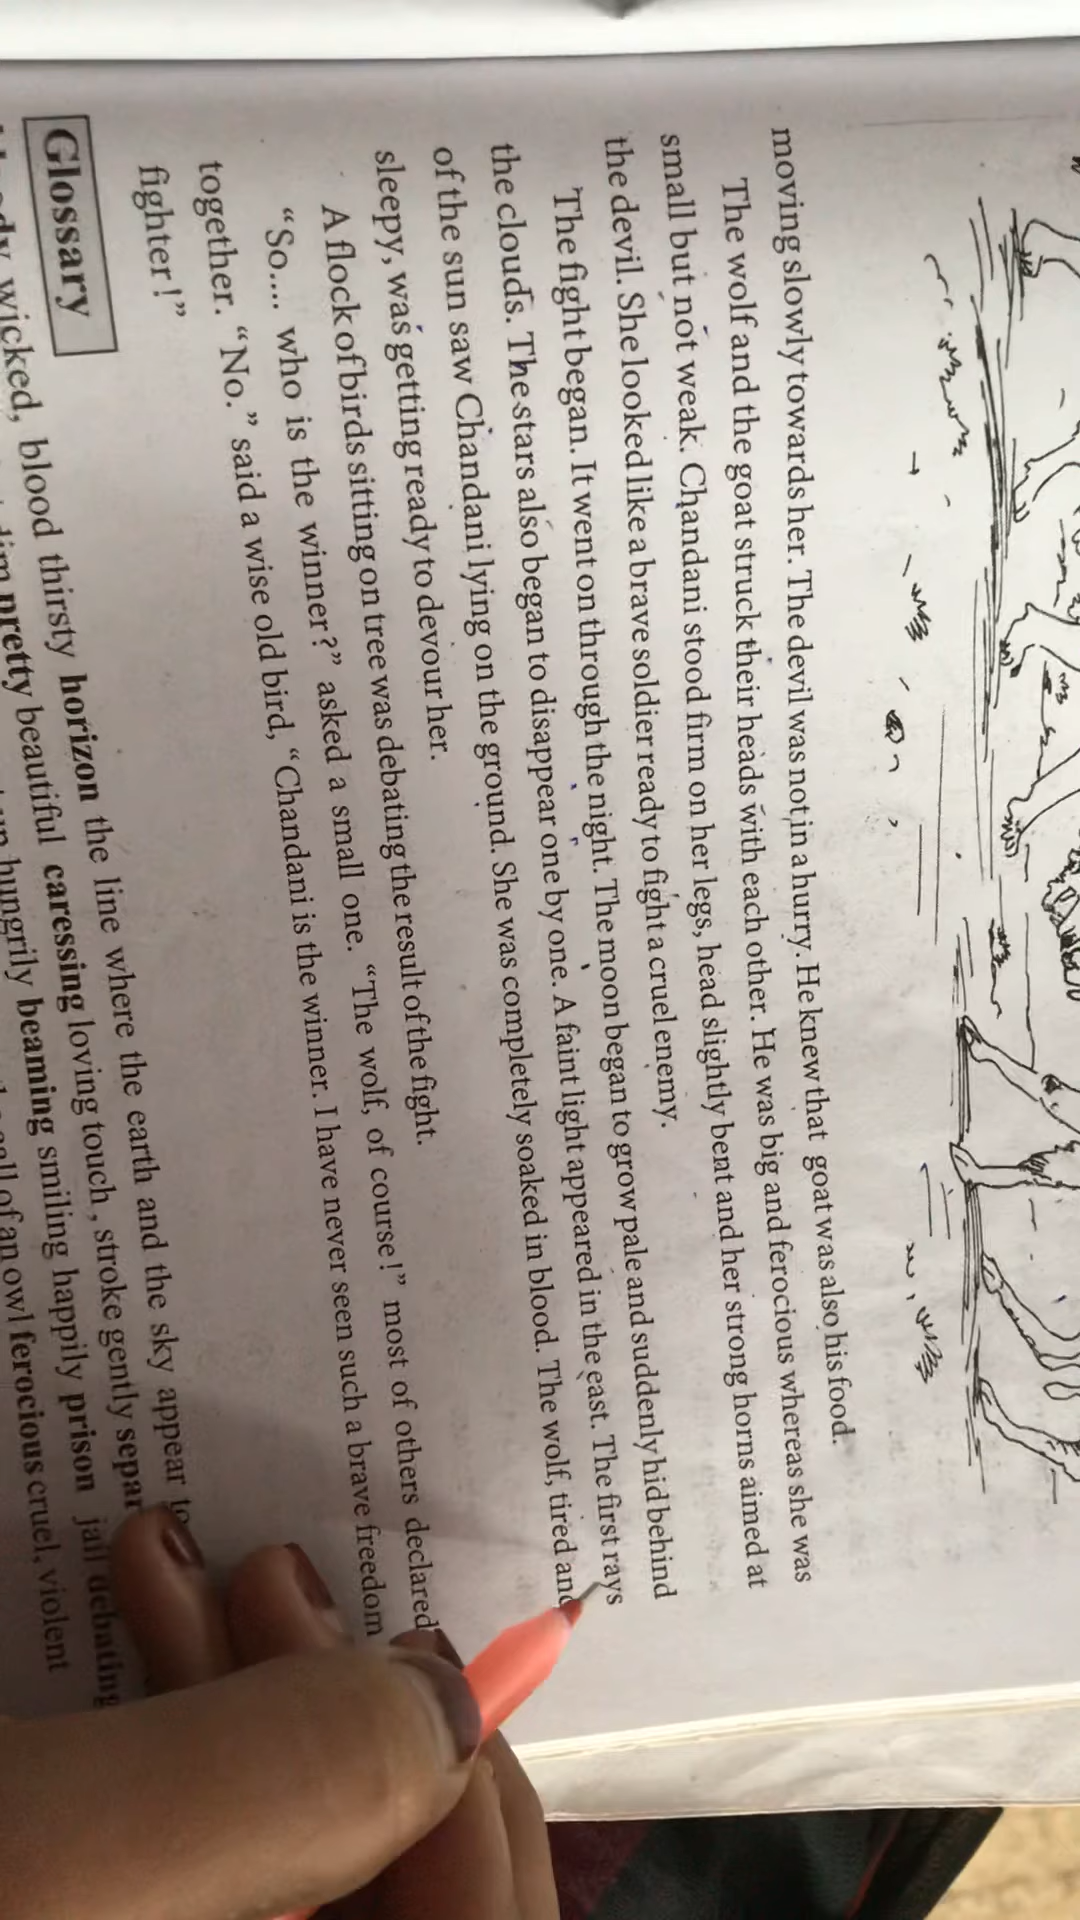 moving slowly towards her. The devil was not in a hurry. He knew that goat was also his food.
The wolf and the goat struck their heads with each other. He was big and ferocious whereas she was
small but not weak. Chandani stood firm on her legs, head slightly bent and her strong horns aimed at
the devil. She looked like a brave soldier ready to fight a cruel enemy.
The fight began. It went on through the night. The moon began to grow pale and suddenly hid behind
the clouds. The stars also began to disappear one by one. A faint light appeared in the east. The first rays
of the sun saw Chandani lying on the ground. She was completely soaked in blood. The wolf, tired and
sleepy, was getting ready to devour her.
A flock of birds sitting on tree was debating the result of the fight.
"So.... who is the winner?" asked a small one. "The wolf, of course!" most of others declared
together. "No." said a wise old bird, "Chandani is the winner. I have never seen such a brave freedom
fighter!"
Glossary
wicked, blood thirsty horizon the line where the earth and the sky appear to
pretty beautiful caressing loving touch, stroke gently separ
hungrily beaming smiling happily prison jail debating
call of an owl ferocious cruel, violent